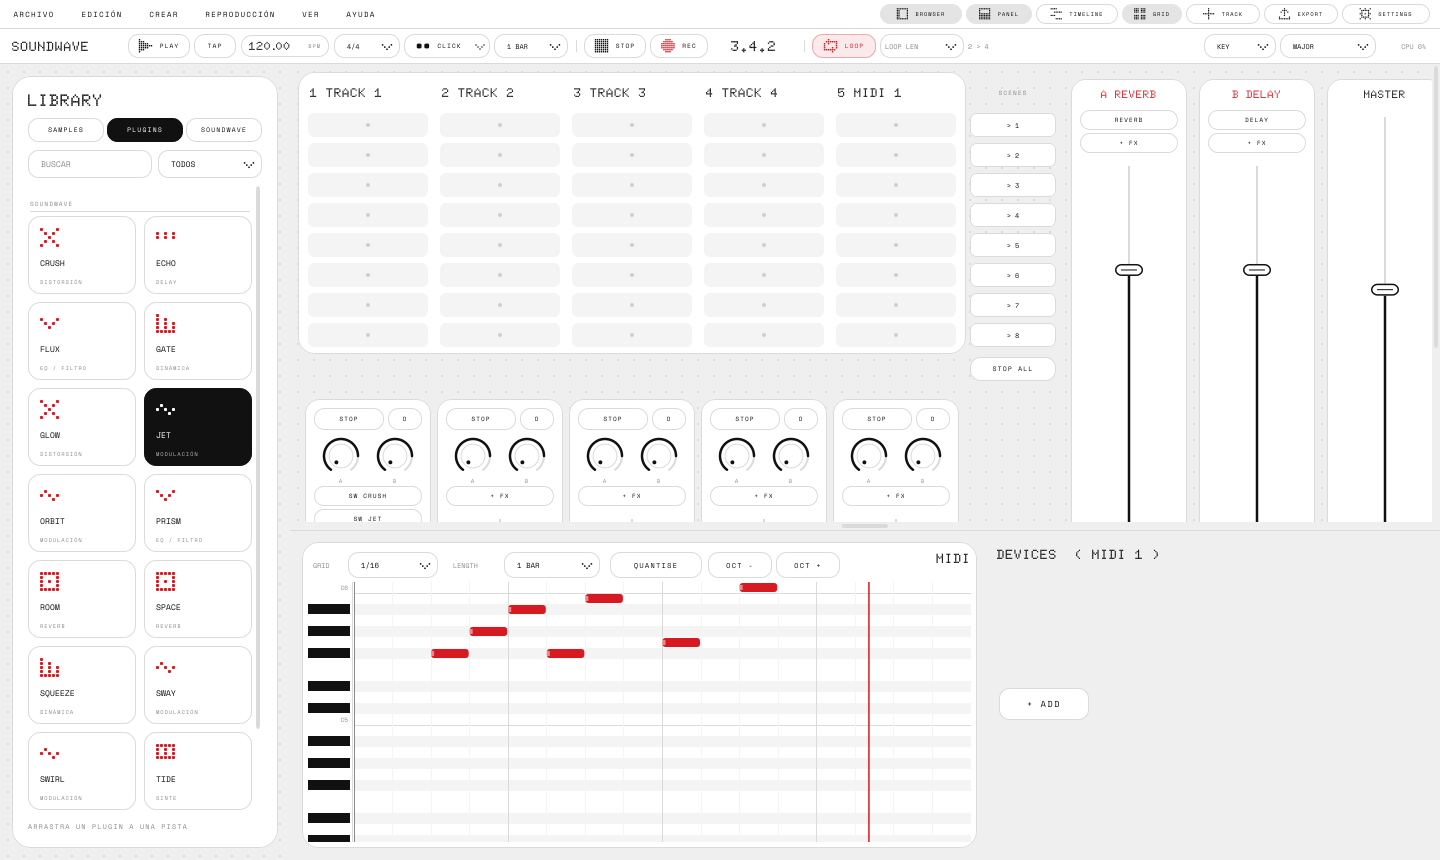 ARCHIVO EDICIÓN CREAR REPRODUCCIÓN VER AYUDA BROWSER PANEL TIMELINE GRID TRACK EXPORT SETTINGS
SOUNDWAVE PLAY TAP 120.00 BPM 4/4 CLICK 1 BAR STOP REC 3.4.2 LOOP LOOP LEN 2 > 4 KEY MAJOR CPU 0%
LIBRARY
SAMPLES PLUGINS SOUNDWAVE
BUSCAR TODOS
SOUNDWAVE
CRUSH ECHO
DISTORSIÓN DELAY
FLUX GATE
EQ / FILTRO DINÁMICA
GLOW JET
DISTORSIÓN MODULACIÓN
ORBIT PRISM
MODULACIÓN EQ / FILTRO
ROOM SPACE
REVERB REVERB
SQUEEZE SWAY
DINÁMICA MODULACIÓN
SWIRL TIDE
MODULACIÓN SINTE
ARRASTRA UN PLUGIN A UNA PISTA
1 TRACK 1 2 TRACK 2 3 TRACK 3 4 TRACK 4 5 MIDI 1 SCENES
> 1
> 2
> 3
> 4
> 5
> 6
> 7
> 8
STOP ALL
A REVERB B DELAY MASTER
REVERB DELAY
+ FX + FX
STOP O STOP O STOP O STOP O STOP O
A B A B A B A B A B
SW CRUSH + FX + FX + FX + FX
SW JET
GRID 1/16 LENGTH 1 BAR QUANTISE OCT - OCT + MIDI
C6
C5
DEVICES ( MIDI 1 )
+ ADD